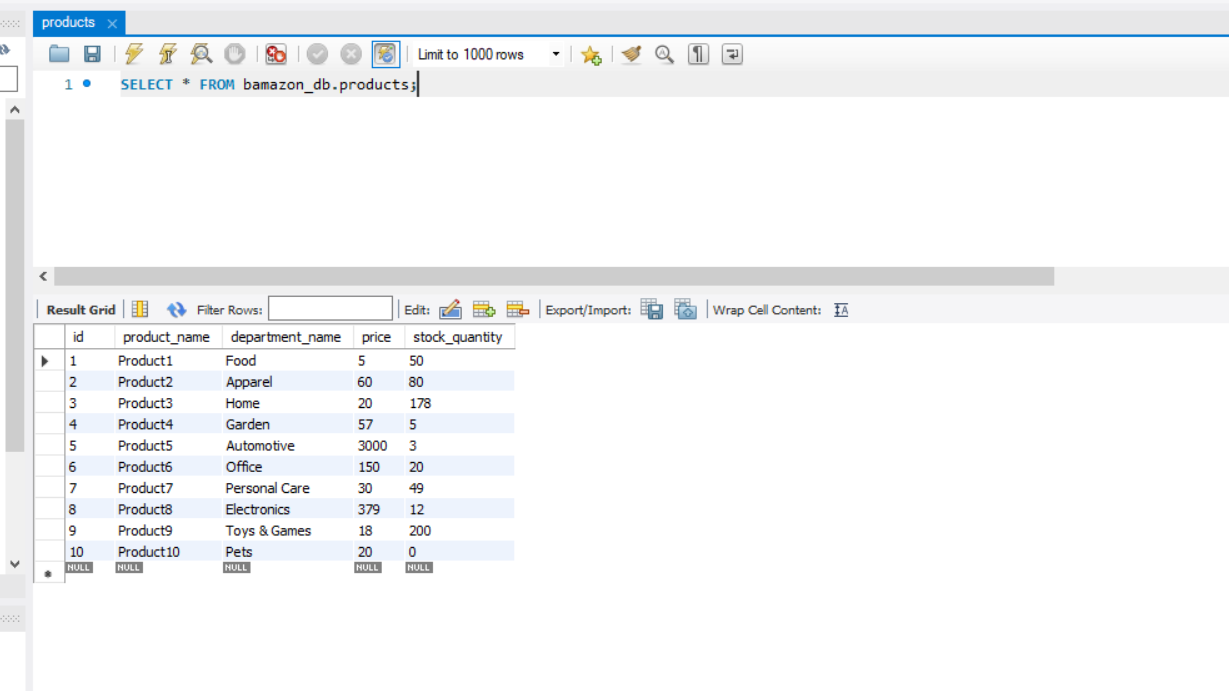 products
Limit to 1000 rows
1 SELECT * FROM bamazon_db.products;
Result Grid Filter Rows: Edit: Export/Import: Wrap Cell Content: IA
id product_name department_name price stock_quantity
1 Product1 Food 5 50
2 Product2 Apparel 60 80
3 Product3 Home 20 178
4 Product4 Garden 57 5
5 Product5 Automotive 3000 3
6 Product6 Office 150 20
7 Product7 Personal Care 30 49
8 Product8 Electronics 379 12
9 Product9 Toys & Games 18 200
10 Product10 Pets 20 0
NULL NULL NULL NULL NULL